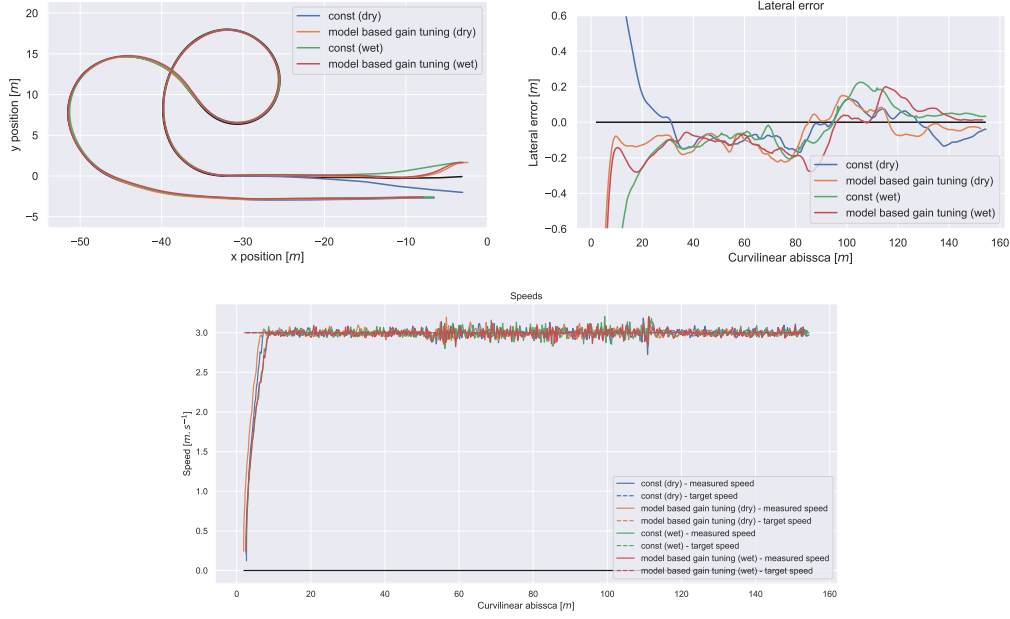 20
15
10
5
0
−5
−50
−40
−30
−20
−10
0
y position [m]
x position [m]
const (dry)
model based gain tuning (dry)
const (wet)
model based gain tuning (wet)
Lateral error
0.6
0.4
0.2
0.0
−0.2
−0.4
−0.6
0
20
40
60
80
100
120
140
160
Lateral error [m]
Curvilinear abissca [m]
const (dry)
model based gain tuning (dry)
const (wet)
model based gain tuning (wet)
Speeds
3.0
2.5
2.0
1.5
1.0
0.5
0.0
0
20
40
60
80
100
120
140
160
Speed [m.s⁻¹]
Curvilinear abissca [m]
const (dry) - measured speed
const (dry) - target speed
model based gain tuning (dry) - measured speed
model based gain tuning (dry) - target speed
const (wet) - measured speed
const (wet) - target speed
model based gain tuning (wet) - measured speed
model based gain tuning (wet) - target speed